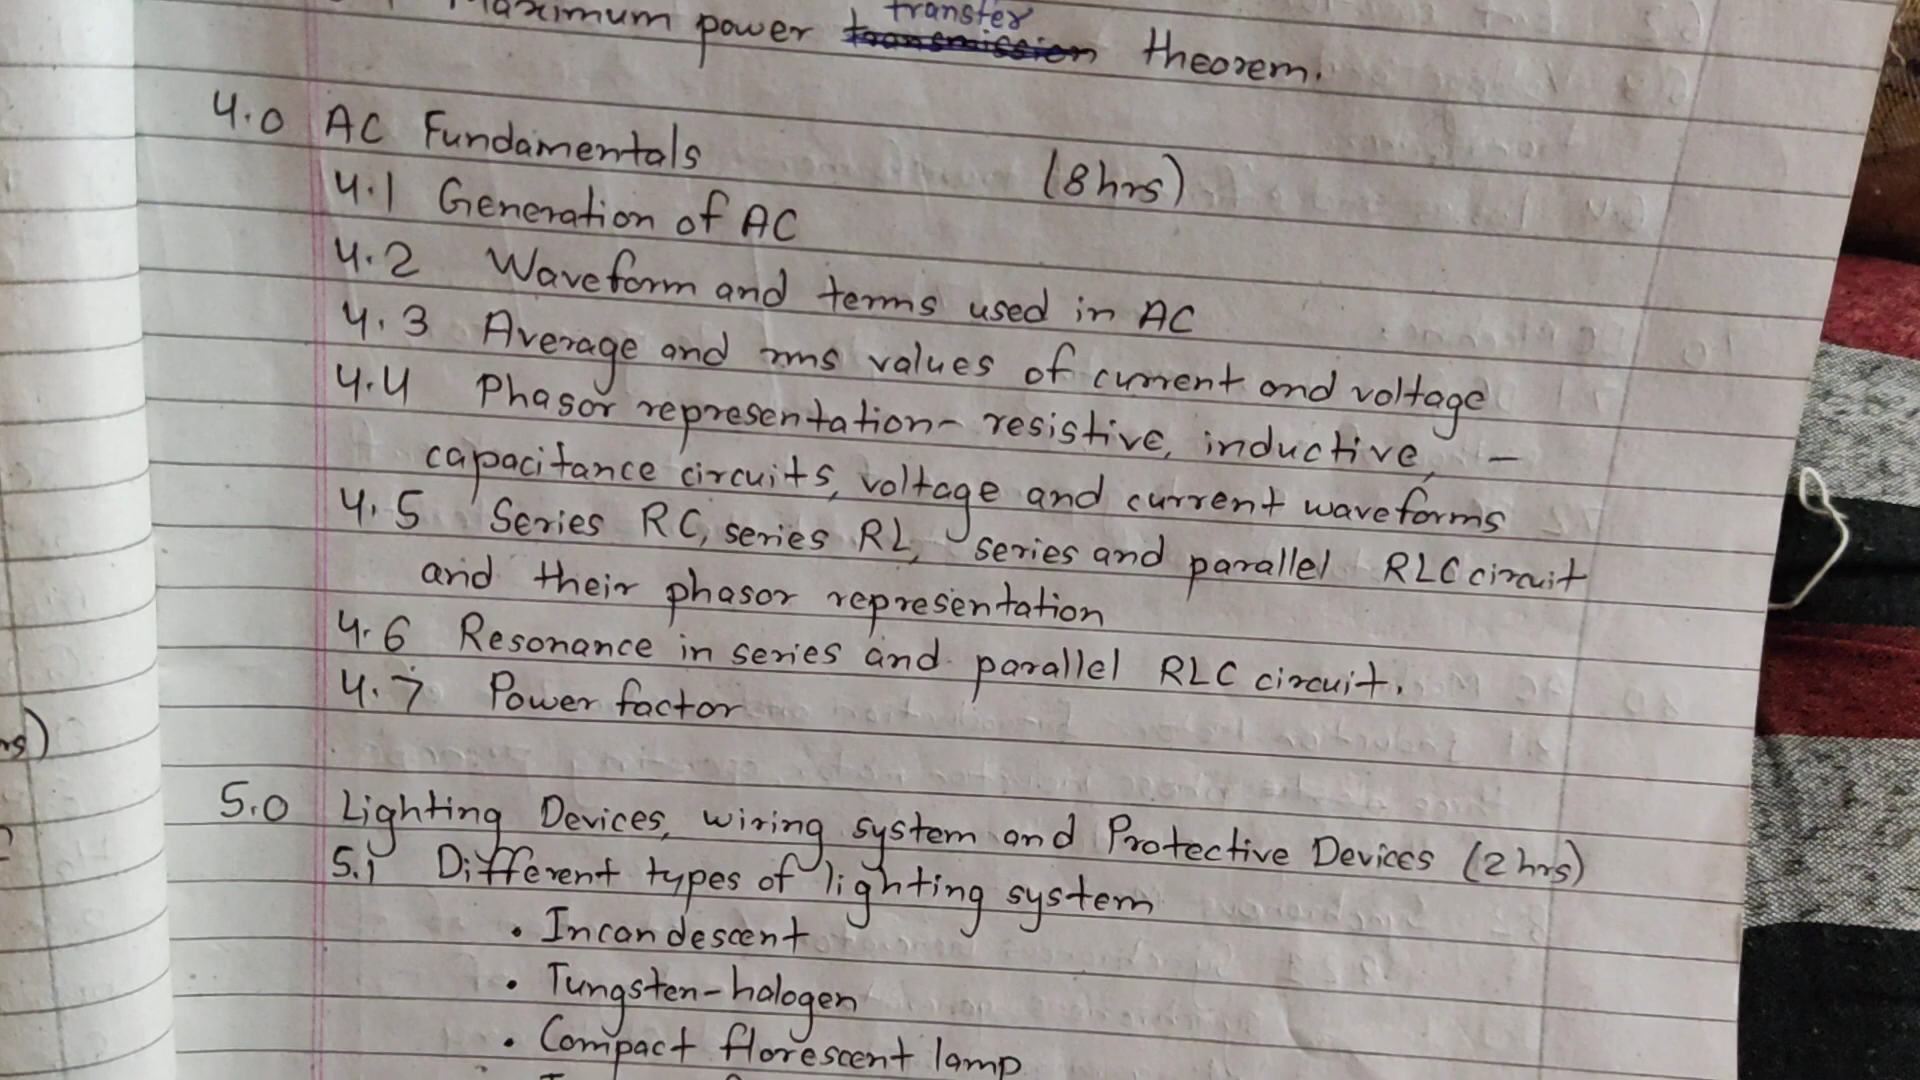 transfer
Maximum power transmission theorem.
4.0 AC Fundamentals (8 hrs)
4.1 Generation of AC
4.2 Waveform and terms used in AC
4.3 Average and rms values of current and voltage
4.4 Phasor representation- resistive, inductive, -
capacitance circuits, voltage and current waveforms
4.5 Series RC, series RL, series and parallel RLC circuit
and their phasor representation
4.6 Resonance in series and parallel RLC circuit.
4.7 Power factor
5.0 Lighting Devices, wiring system and Protective Devices (2 hrs)
5.1 Different types of lighting system
• Incandescent
• Tungsten-halogen
• Compact florescent lamp